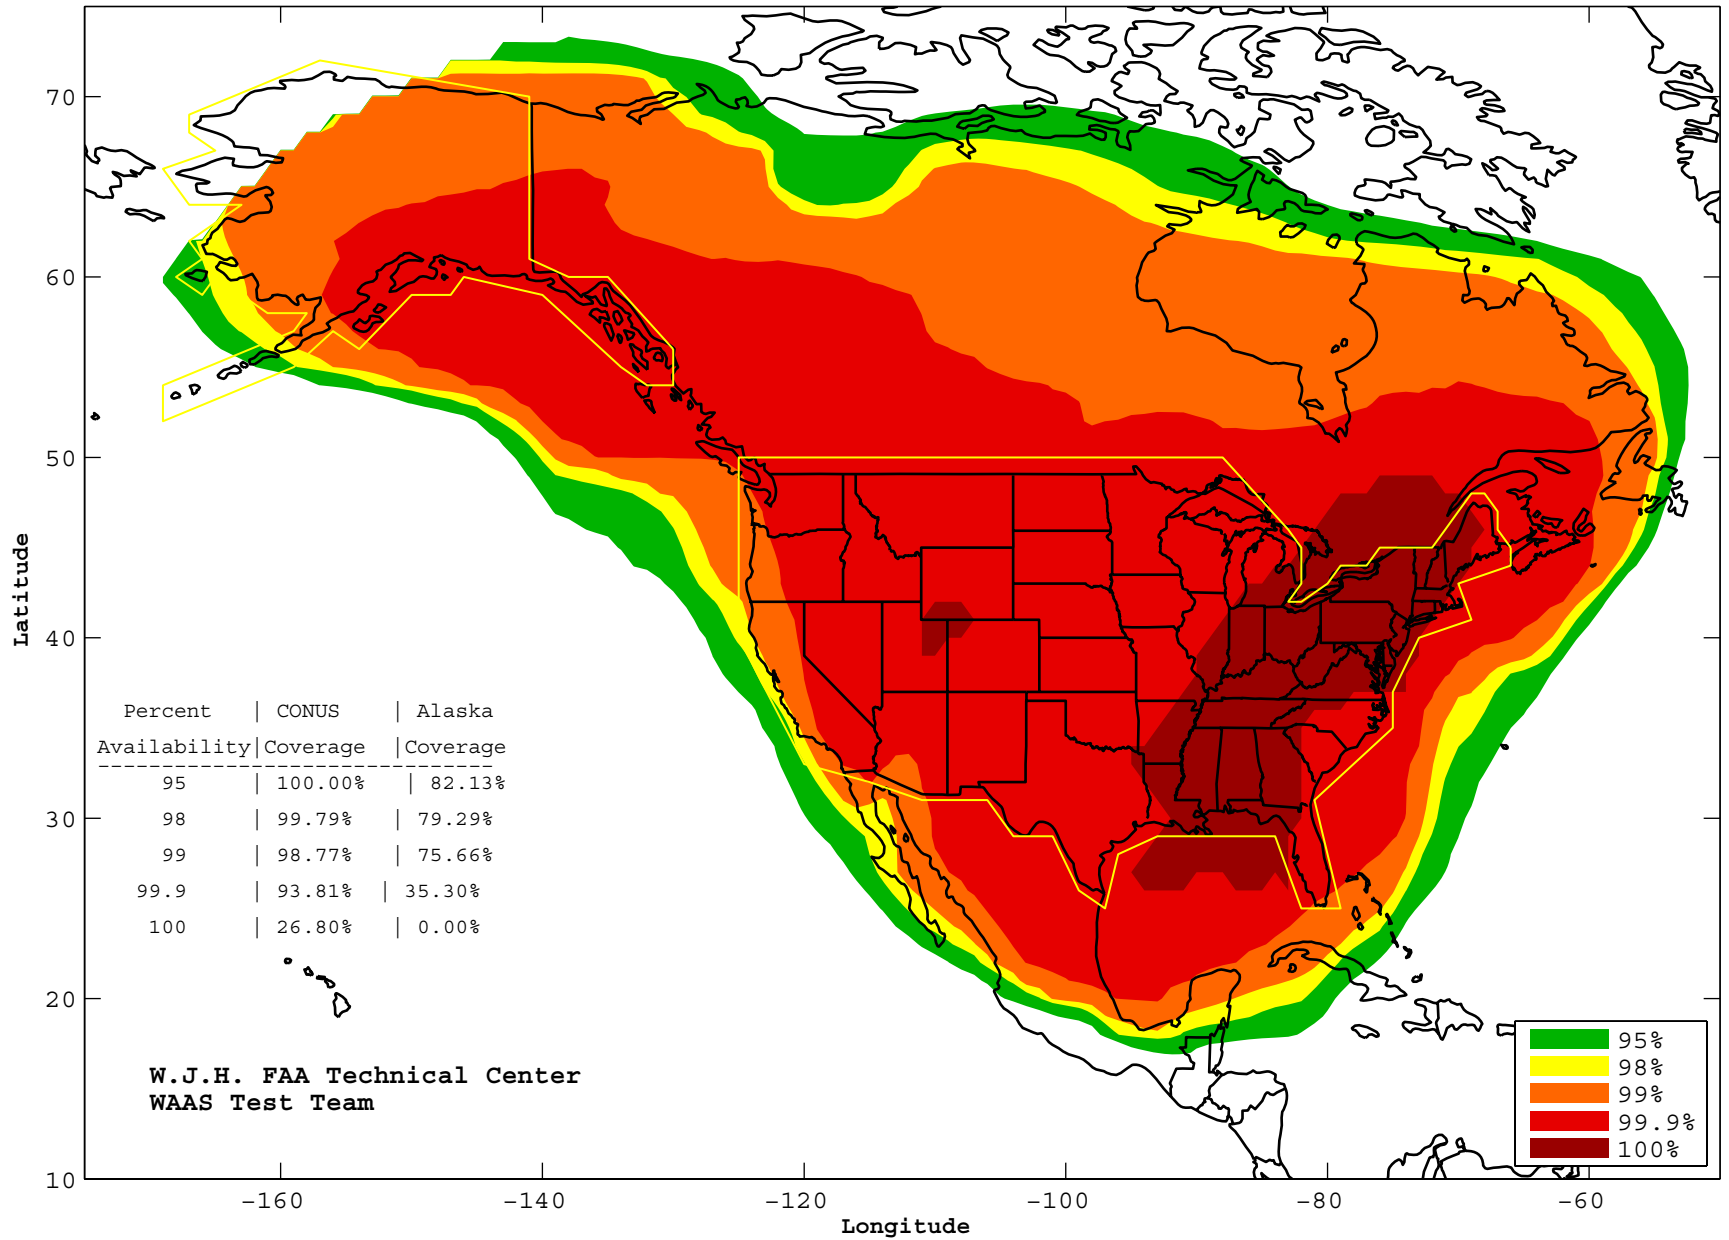 70
60
50
40
30
20
10
Latitude
Percent | CONUS | Alaska
Availability|Coverage |Coverage
---------------------------------
95 | 100.00% | 82.13%
98 | 99.79% | 79.29%
99 | 98.77% | 75.66%
99.9 | 93.81% | 35.30%
100 | 26.80% | 0.00%
W.J.H. FAA Technical Center
WAAS Test Team
95%
98%
99%
99.9%
100%
-160 -140 -120 -100 -80 -60
Longitude